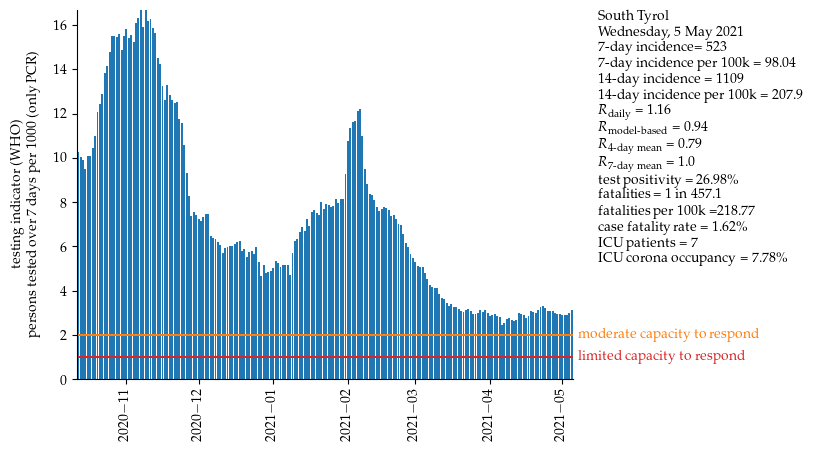 South Tyrol
Wednesday, 5 May 2021
7-day incidence= 523
7-day incidence per 100k = 98.04
14-day incidence = 1109
14-day incidence per 100k = 207.9
R_daily = 1.16
R_model-based = 0.94
R_4-day mean = 0.79
R_7-day mean = 1.0
test positivity = 26.98%
fatalities = 1 in 457.1
fatalities per 100k =218.77
case fatality rate = 1.62%
ICU patients = 7
ICU corona occupancy = 7.78%
testing indicator (WHO)
persons tested over 7 days per 1000 (only PCR)
16
14
12
10
8
6
4
2
0
moderate capacity to respond
limited capacity to respond
2020−11
2020−12
2021−01
2021−02
2021−03
2021−04
2021−05